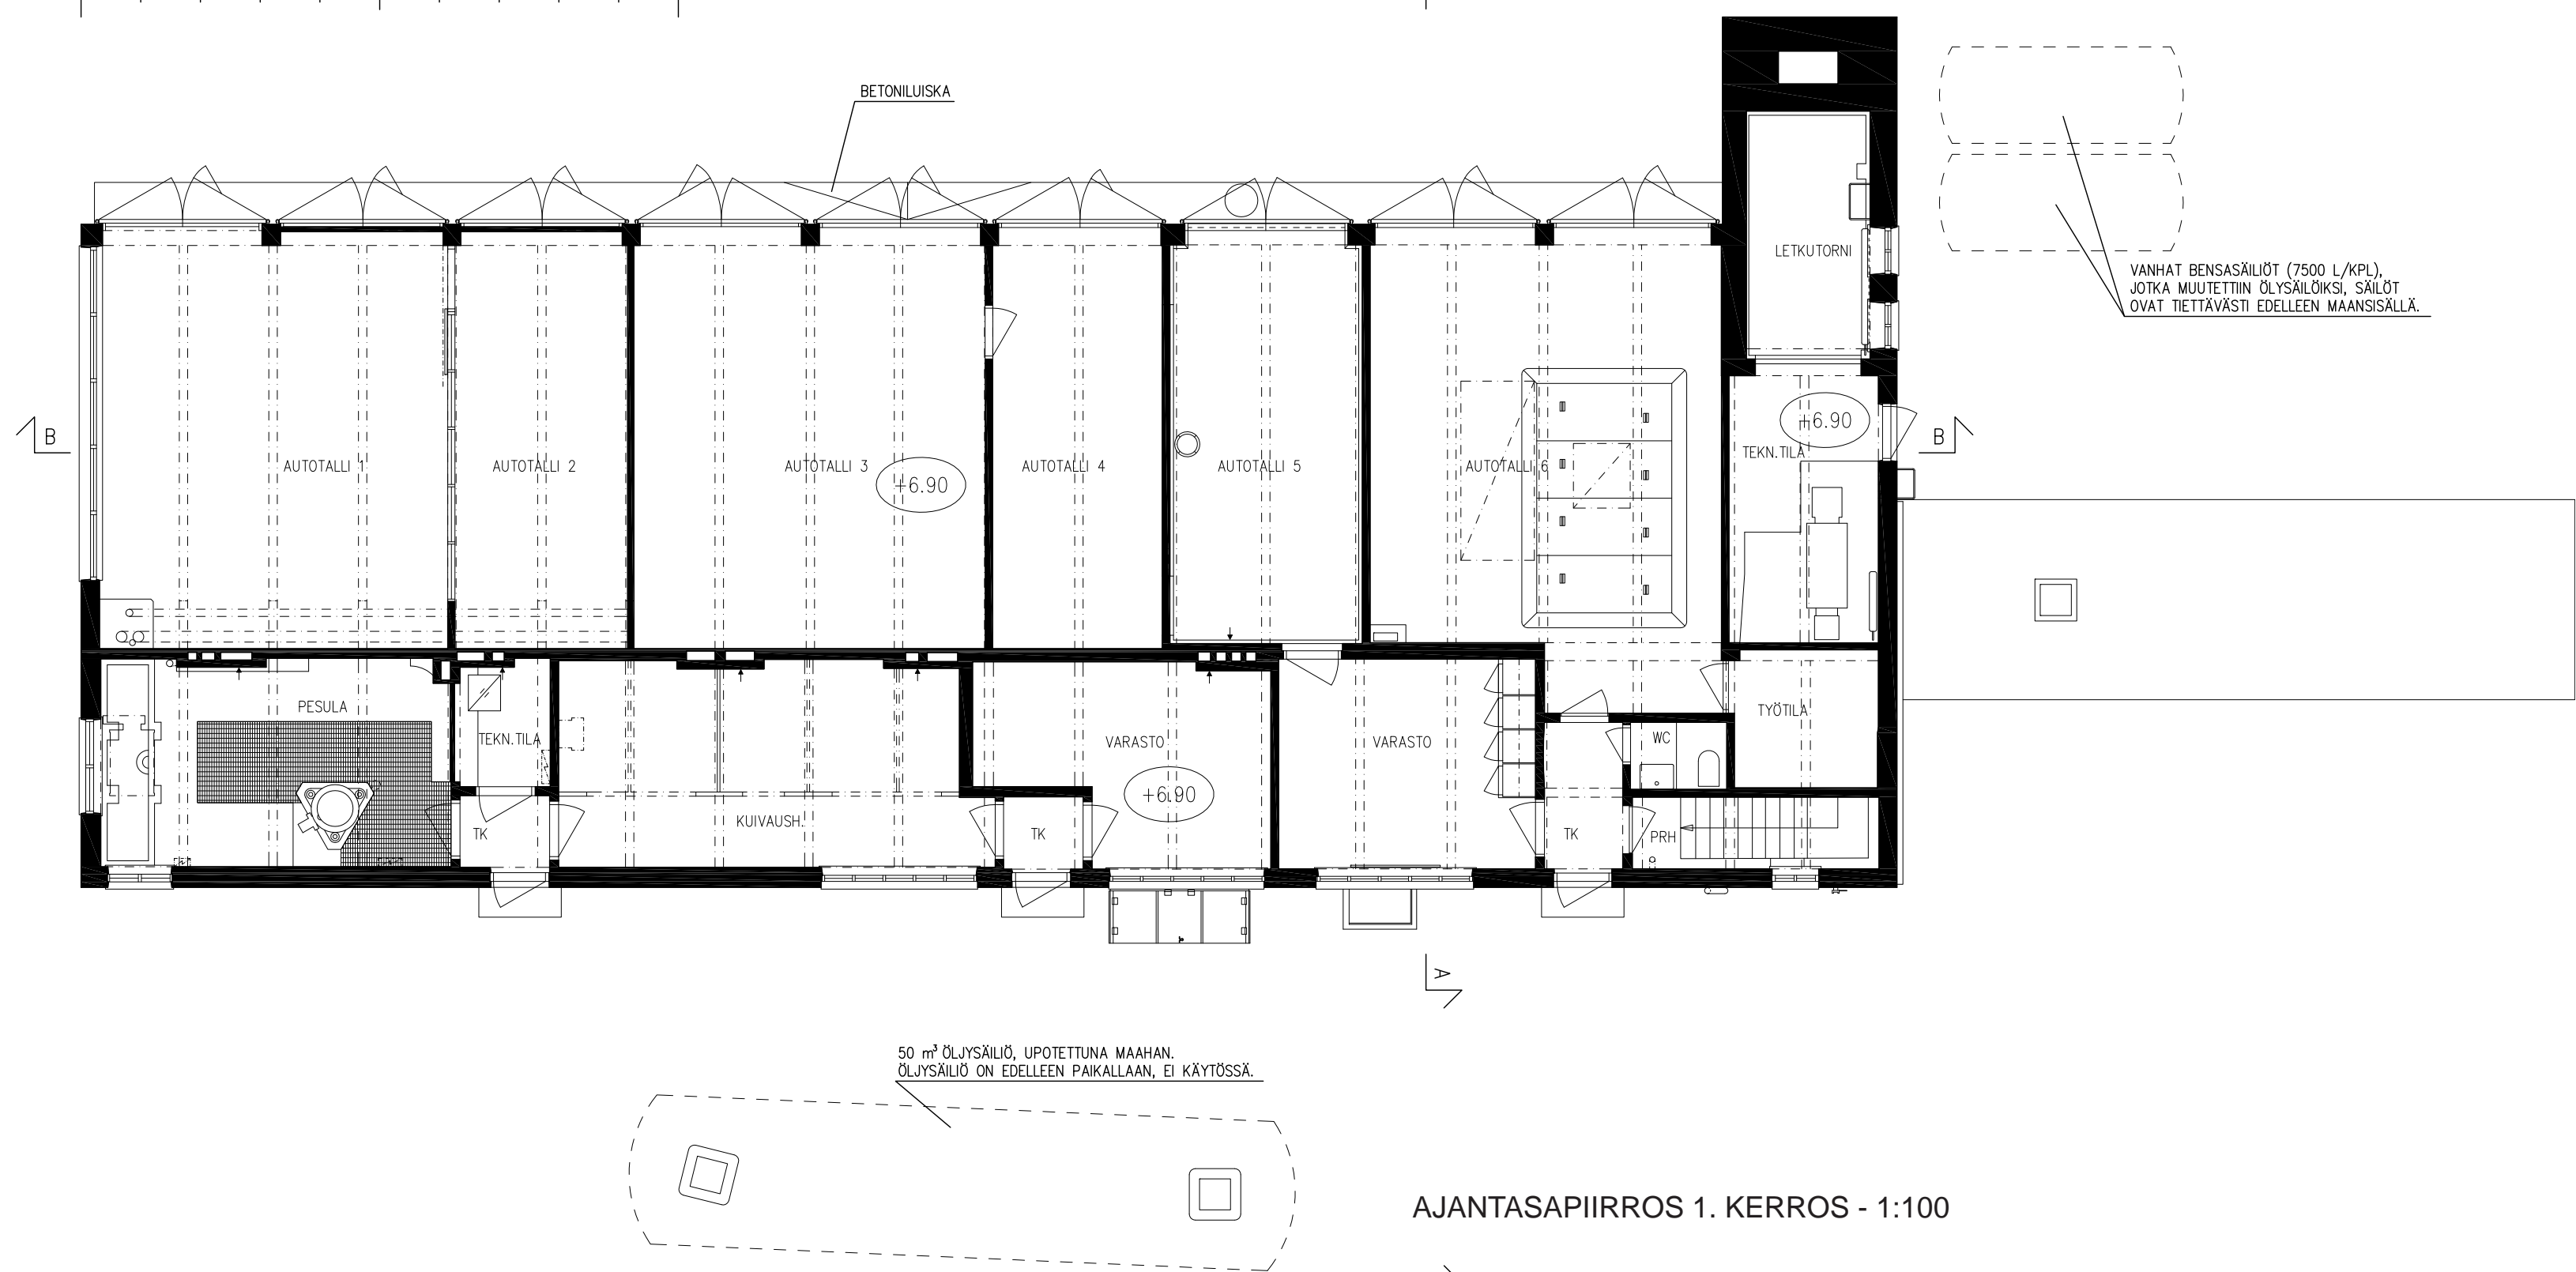 BETONILUISKA
LETKUTORNI
VANHAT BENSASÄILIÖT (7500 L/KPL),
JOTKA MUUTETTIIN ÖLYSÄILÖIKSI, SÄILÖT
OVAT TIETTÄVÄSTI EDELLEEN MAANSISÄLLÄ.
+6.90
B
B
TEKN.TILA
AUTOTALLI 1
AUTOTALLI 2
AUTOTALLI 3
AUTOTALLI 4
AUTOTALLI 5
AUTOTALLI 6
+6.90
PESULA
TYÖTILA
TEKN.TILA
VARASTO
VARASTO
WC
+6.90
KUIVAUSH.
TK
TK
TK
PRH
A
50 m³ ÖLJYSÄILIÖ, UPOTETTUNA MAAHAN.
ÖLJYSÄILIÖ ON EDELLEEN PAIKALLAAN, EI KÄYTÖSSÄ.
AJANTASAPIIRROS 1. KERROS - 1:100